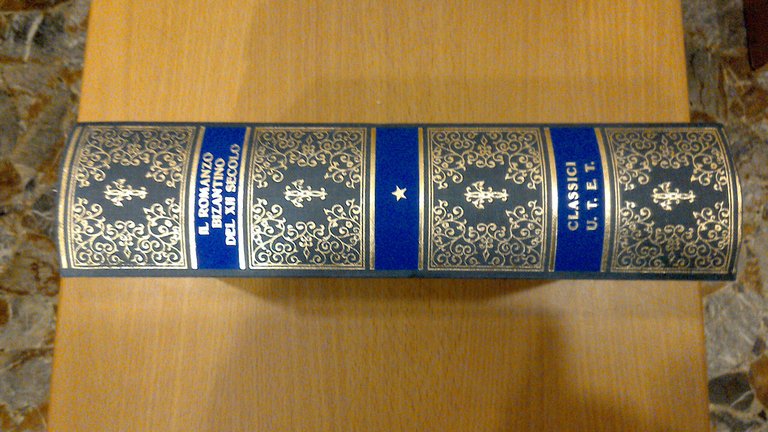 IL ROMANZO
BIZANTINO
DEL XII SECOLO
CLASSICI
U. T. E. T.